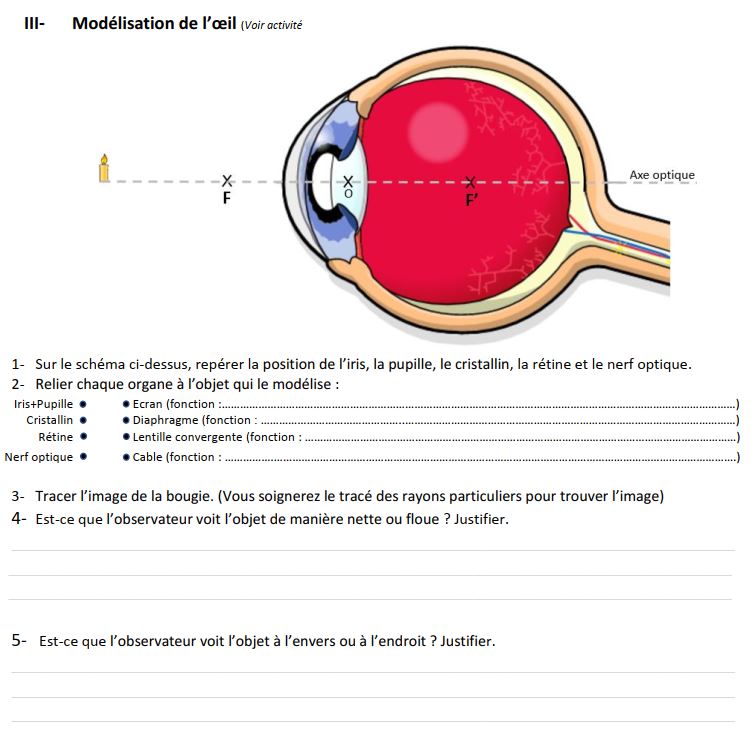 III- Modélisation de l’œil (Voir activité
Axe optique
F
O
F’
1- Sur le schéma ci-dessus, repérer la position de l’iris, la pupille, le cristallin, la rétine et le nerf optique.
2- Relier chaque organe à l’objet qui le modélise :
Iris+Pupille ● ● Ecran (fonction :..............................................................)
Cristallin ● ● Diaphragme (fonction : ..............................................................)
Rétine ● ● Lentille convergente (fonction : ..............................................................)
Nerf optique ● ● Cable (fonction : ..............................................................)
3- Tracer l’image de la bougie. (Vous soignerez le tracé des rayons particuliers pour trouver l’image)
4- Est-ce que l’observateur voit l’objet de manière nette ou floue ? Justifier.
5- Est-ce que l’observateur voit l’objet à l’envers ou à l’endroit ? Justifier.